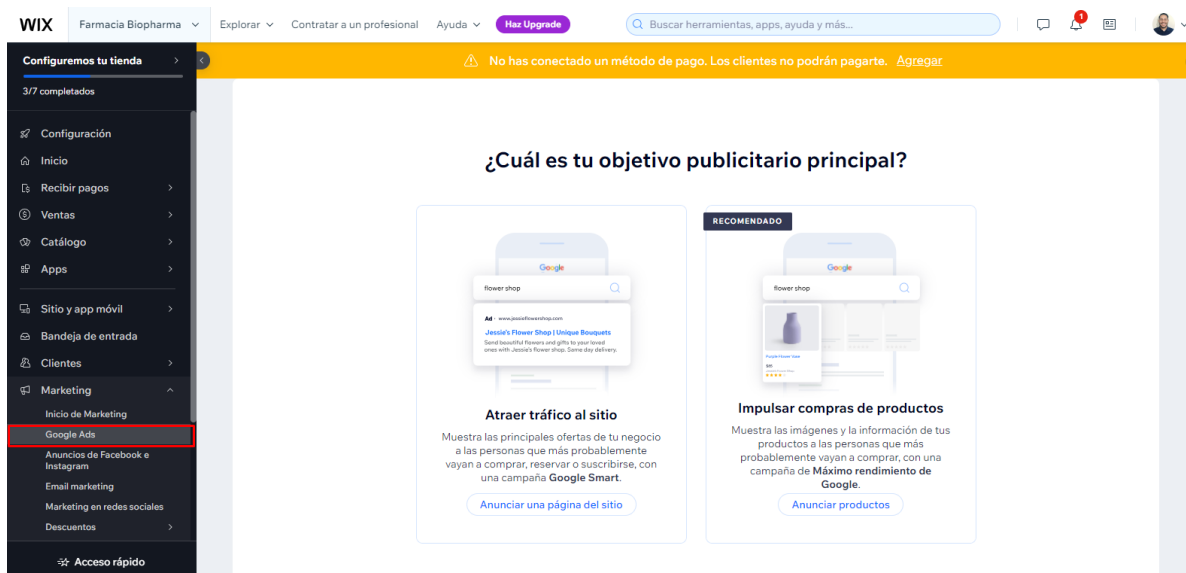 WIX
Farmacia Biopharma
Explorar
Contratar a un profesional
Ayuda
Haz Upgrade
Buscar herramientas, apps, ayuda y más...
1
Configuremos tu tienda
3/7 completados
No has conectado un método de pago. Los clientes no podrán pagarte. Agregar
Configuración
Inicio
Recibir pagos
Ventas
Catálogo
Apps
Sitio y app móvil
Bandeja de entrada
Clientes
Marketing
Inicio de Marketing
Google Ads
Anuncios de Facebook e
Instagram
Email marketing
Marketing en redes sociales
Descuentos
Acceso rápido
¿Cuál es tu objetivo publicitario principal?
Google
flower shop
Ad · www.jessieflowershop.com
Jessie's Flower Shop | Unique Bouquets
Send beautiful flowers and gifts to your loved
ones with Jessie's flower shop. Same day delivery.
Atraer tráfico al sitio
Muestra las principales ofertas de tu negocio
a las personas que más probablemente
vayan a comprar, reservar o suscribirse, con
una campaña Google Smart.
Anunciar una página del sitio
RECOMENDADO
Google
flower shop
Purple Flower Vase
Impulsar compras de productos
Muestra las imágenes y la información de tus
productos a las personas que más
probablemente vayan a comprar, con una
campaña de Máximo rendimiento de
Google.
Anunciar productos